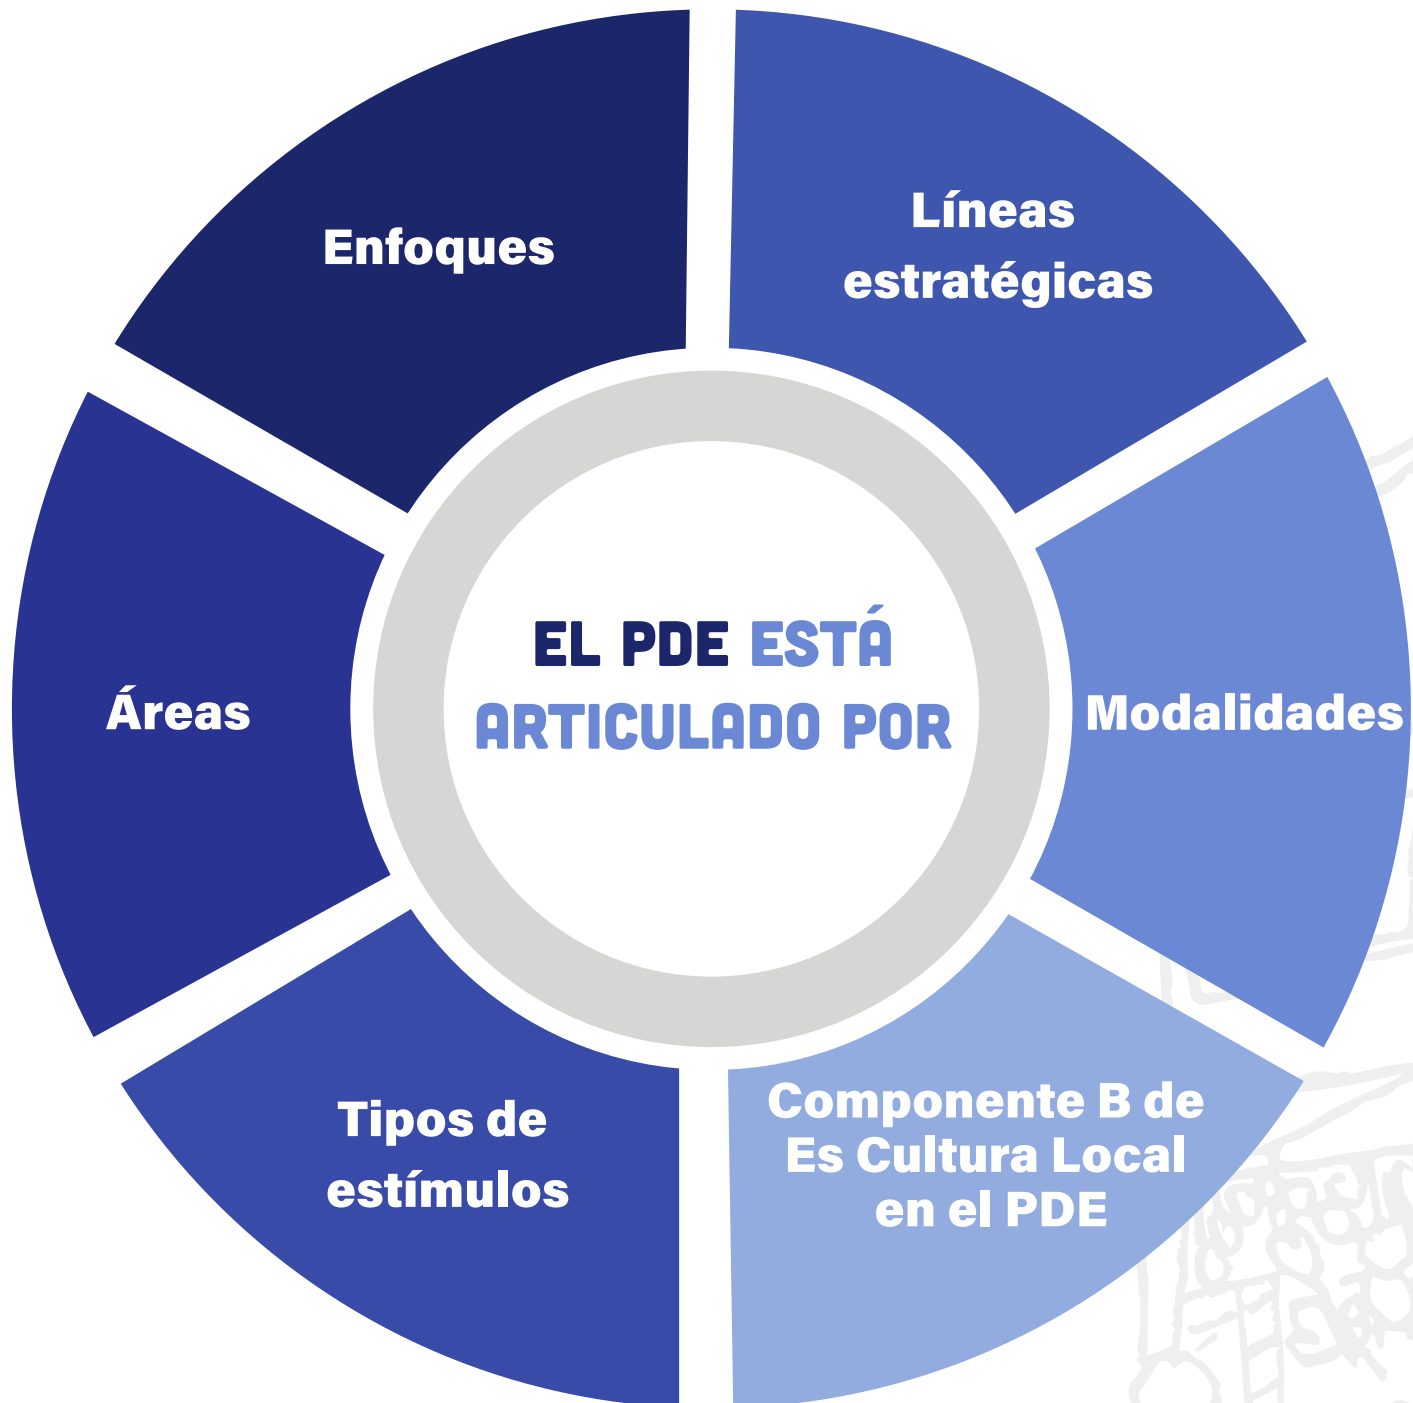 Enfoques
Líneas
estratégicas
Áreas
EL PDE ESTÁ
ARTICULADO POR
Modalidades
Tipos de
estímulos
Componente B de
Es Cultura Local
en el PDE